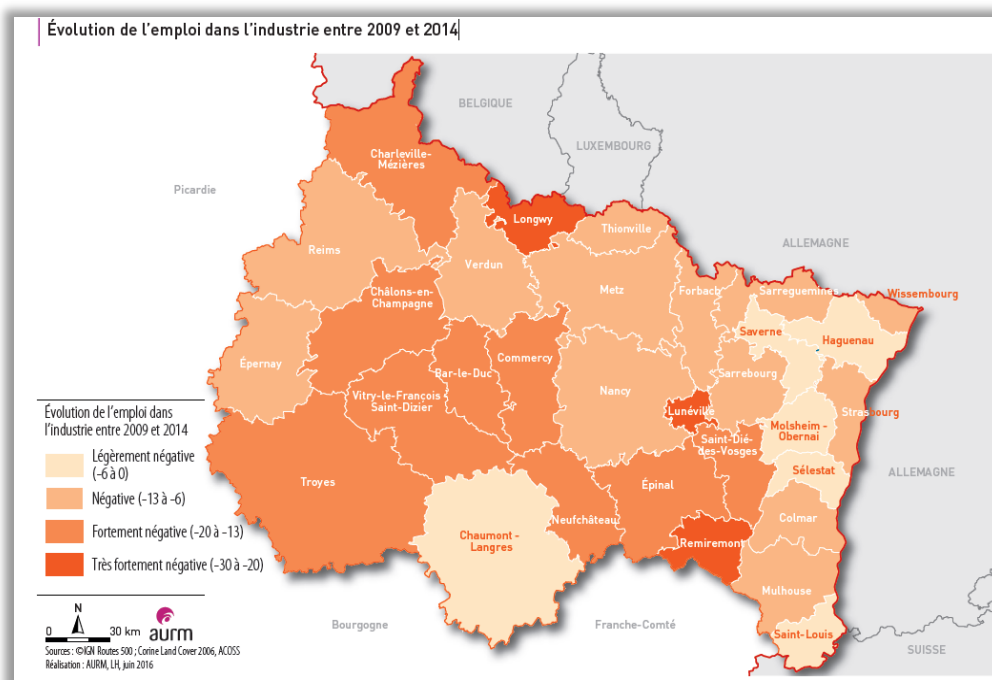 Évolution de l'emploi dans l'industrie entre 2009 et 2014
BELGIQUE
LUXEMBOURG
Picardie
ALLEMAGNE
Charleville-
Mézières
Longwy
Thionville
Reims
Verdun
Metz
Forbach
Sarreguemines
Wissembourg
Châlons-en-
Champagne
Saverne
Haguenau
Épernay
Bar-le-Duc
Commercy
Sarrebourg
Vitry-le-François
Saint-Dizier
Nancy
Lunéville
Strasbourg
Molsheim -
Obernai
Saint-Dié-
des-Vosges
Sélestat
ALLEMAGNE
Troyes
Épinal
Neufchâteau
Colmar
Chaumont -
Langres
Remiremont
Mulhouse
Saint-Louis
Bourgogne
Franche-Comté
SUISSE
Évolution de l'emploi dans
l'industrie entre 2009 et 2014
Légèrement négative
(-6 à 0)
Négative (-13 à -6)
Fortement négative (-20 à -13)
Très fortement négative (-30 à -20)
N
0 30 km
aurm
Sources : ©IGN Routes 500 ; Corine Land Cover 2006, ACOSS
Réalisation : AURM, LH, juin 2016